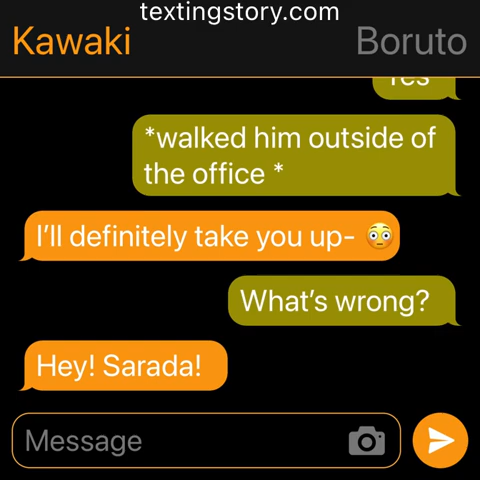 textingstory.com
Kawaki Boruto
Yes
*walked him outside of
the office *
I’ll definitely take you up- 😳
What’s wrong?
Hey! Sarada!
Message